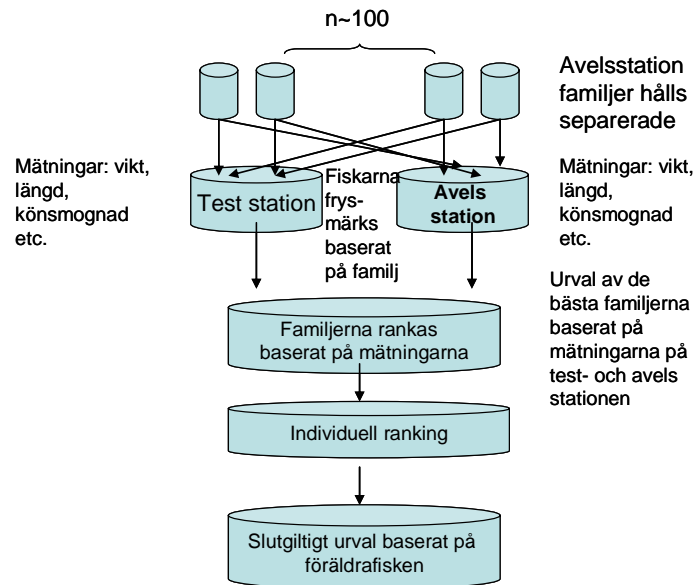 n~100
Avelsstation
familjer hålls
separerade
Mätningar: vikt,
längd,
könsmognad
etc.
Test station
Fiskarna
frys-
märks
baserat
på familj
Avels
station
Mätningar: vikt,
längd,
könsmognad
etc.
Urval av de
bästa familjerna
baserat på
mätningarna på
test- och avels
stationen
Familjerna rankas
baserat på mätningarna
Individuell ranking
Slutgiltigt urval baserat på
föräldrafisken